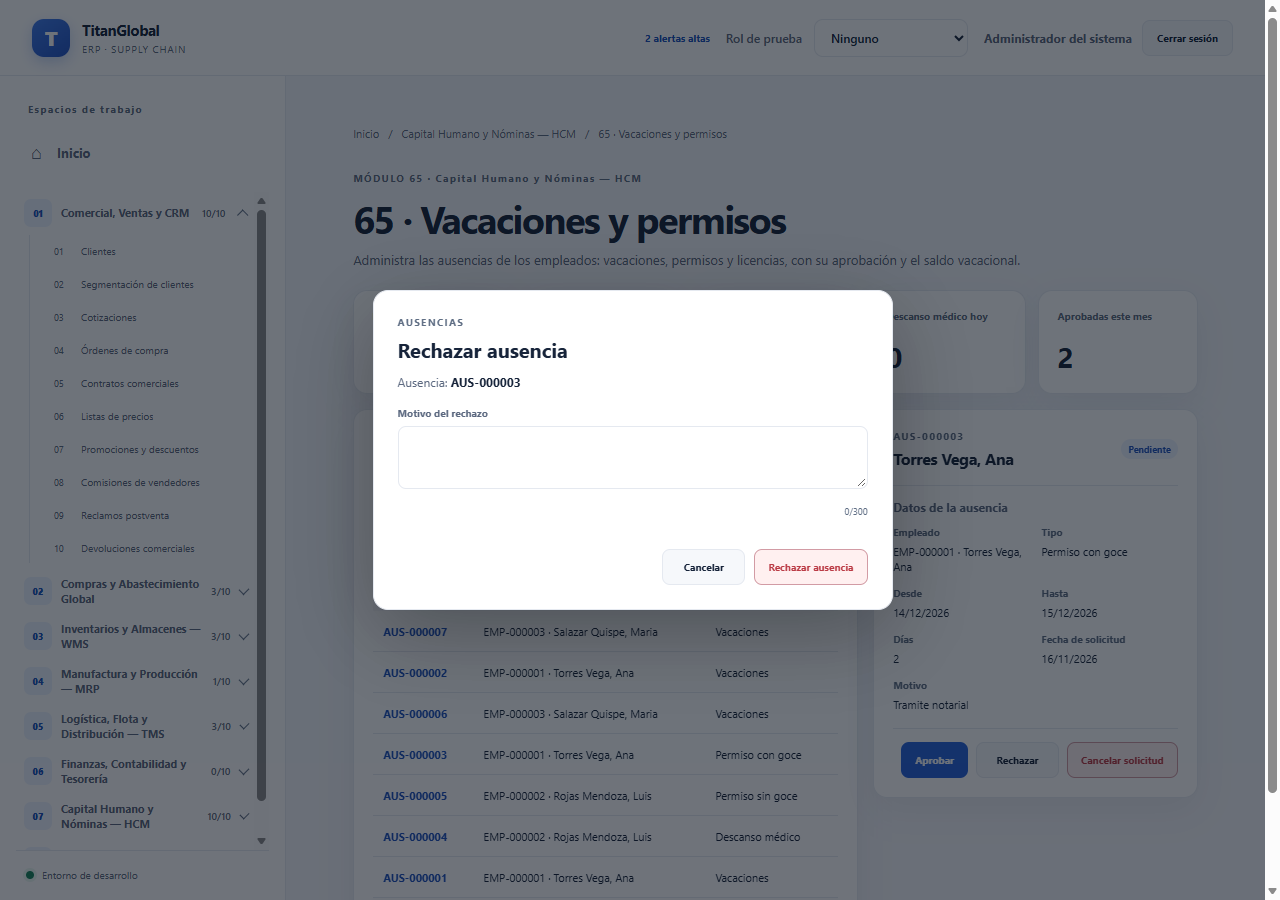 T
TitanGlobal
ERP · SUPPLY CHAIN
2 alertas altas
Rol de prueba
Ninguno
Administrador del sistema
Cerrar sesión
Espacios de trabajo
Inicio
01 Comercial, Ventas y CRM 10/10
01 Clientes
02 Segmentación de clientes
03 Cotizaciones
04 Órdenes de compra
05 Contratos comerciales
06 Listas de precios
07 Promociones y descuentos
08 Comisiones de vendedores
09 Reclamos postventa
10 Devoluciones comerciales
02 Compras y Abastecimiento
Global 3/10
03 Inventarios y Almacenes —
WMS 3/10
04 Manufactura y Producción
— MRP 1/10
05 Logística, Flota y
Distribución — TMS 3/10
06 Finanzas, Contabilidad y
Tesorería 0/10
07 Capital Humano y
Nóminas — HCM 10/10
Entorno de desarrollo
Inicio / Capital Humano y Nóminas — HCM / 65 · Vacaciones y permisos
MÓDULO 65 · Capital Humano y Nóminas — HCM
65 · Vacaciones y permisos
Administra las ausencias de los empleados: vacaciones, permisos y licencias, con su aprobación y el saldo vacacional.
escanso médico hoy
0
Aprobadas este mes
2
AUSENCIAS
Rechazar ausencia
Ausencia: AUS-000003
Motivo del rechazo
0/300
Cancelar
Rechazar ausencia
AUS-000007 EMP-000003 · Salazar Quispe, Maria Vacaciones
AUS-000002 EMP-000001 · Torres Vega, Ana Vacaciones
AUS-000006 EMP-000003 · Salazar Quispe, Maria Vacaciones
AUS-000003 EMP-000001 · Torres Vega, Ana Permiso con goce
AUS-000005 EMP-000002 · Rojas Mendoza, Luis Permiso sin goce
AUS-000004 EMP-000002 · Rojas Mendoza, Luis Descanso médico
AUS-000001 EMP-000001 · Torres Vega, Ana Vacaciones
AUS-000003
Torres Vega, Ana
Pendiente
Datos de la ausencia
Empleado
EMP-000001 · Torres Vega,
Ana
Tipo
Permiso con goce
Desde
14/12/2026
Hasta
15/12/2026
Días
2
Fecha de solicitud
16/11/2026
Motivo
Tramite notarial
Aprobar
Rechazar
Cancelar solicitud